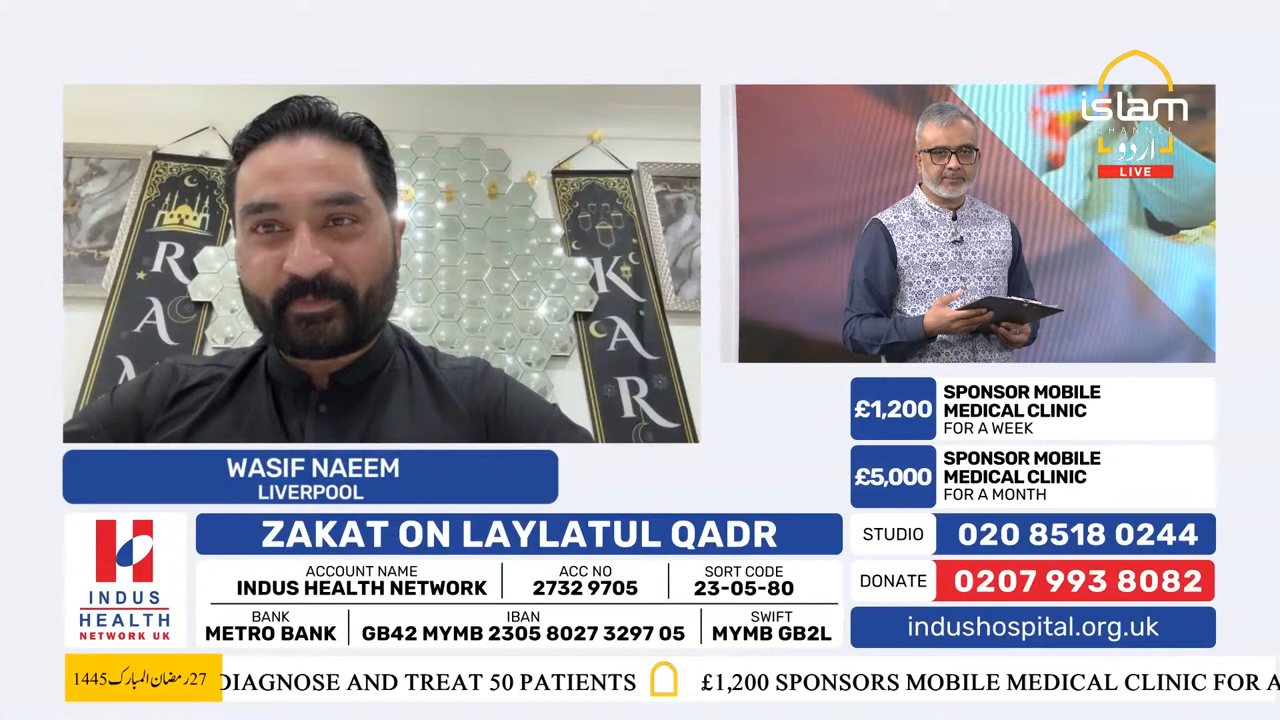 islam
CHANNEL
اردو
LIVE
RAM
KAR
WASIF NAEEM
LIVERPOOL
£1,200
SPONSOR MOBILE
MEDICAL CLINIC
FOR A WEEK
£5,000
SPONSOR MOBILE
MEDICAL CLINIC
FOR A MONTH
INDUS
HEALTH
NETWORK UK
ZAKAT ON LAYLATUL QADR
ACCOUNT NAME
INDUS HEALTH NETWORK
ACC NO
2732 9705
SORT CODE
23-05-80
BANK
METRO BANK
IBAN
GB42 MYMB 2305 8027 3297 05
SWIFT
MYMB GB2L
STUDIO
020 8518 0244
DONATE
0207 993 8082
indushospital.org.uk
27 رمضان المبارک 1445
DIAGNOSE AND TREAT 50 PATIENTS
£1,200 SPONSORS MOBILE MEDICAL CLINIC FOR A